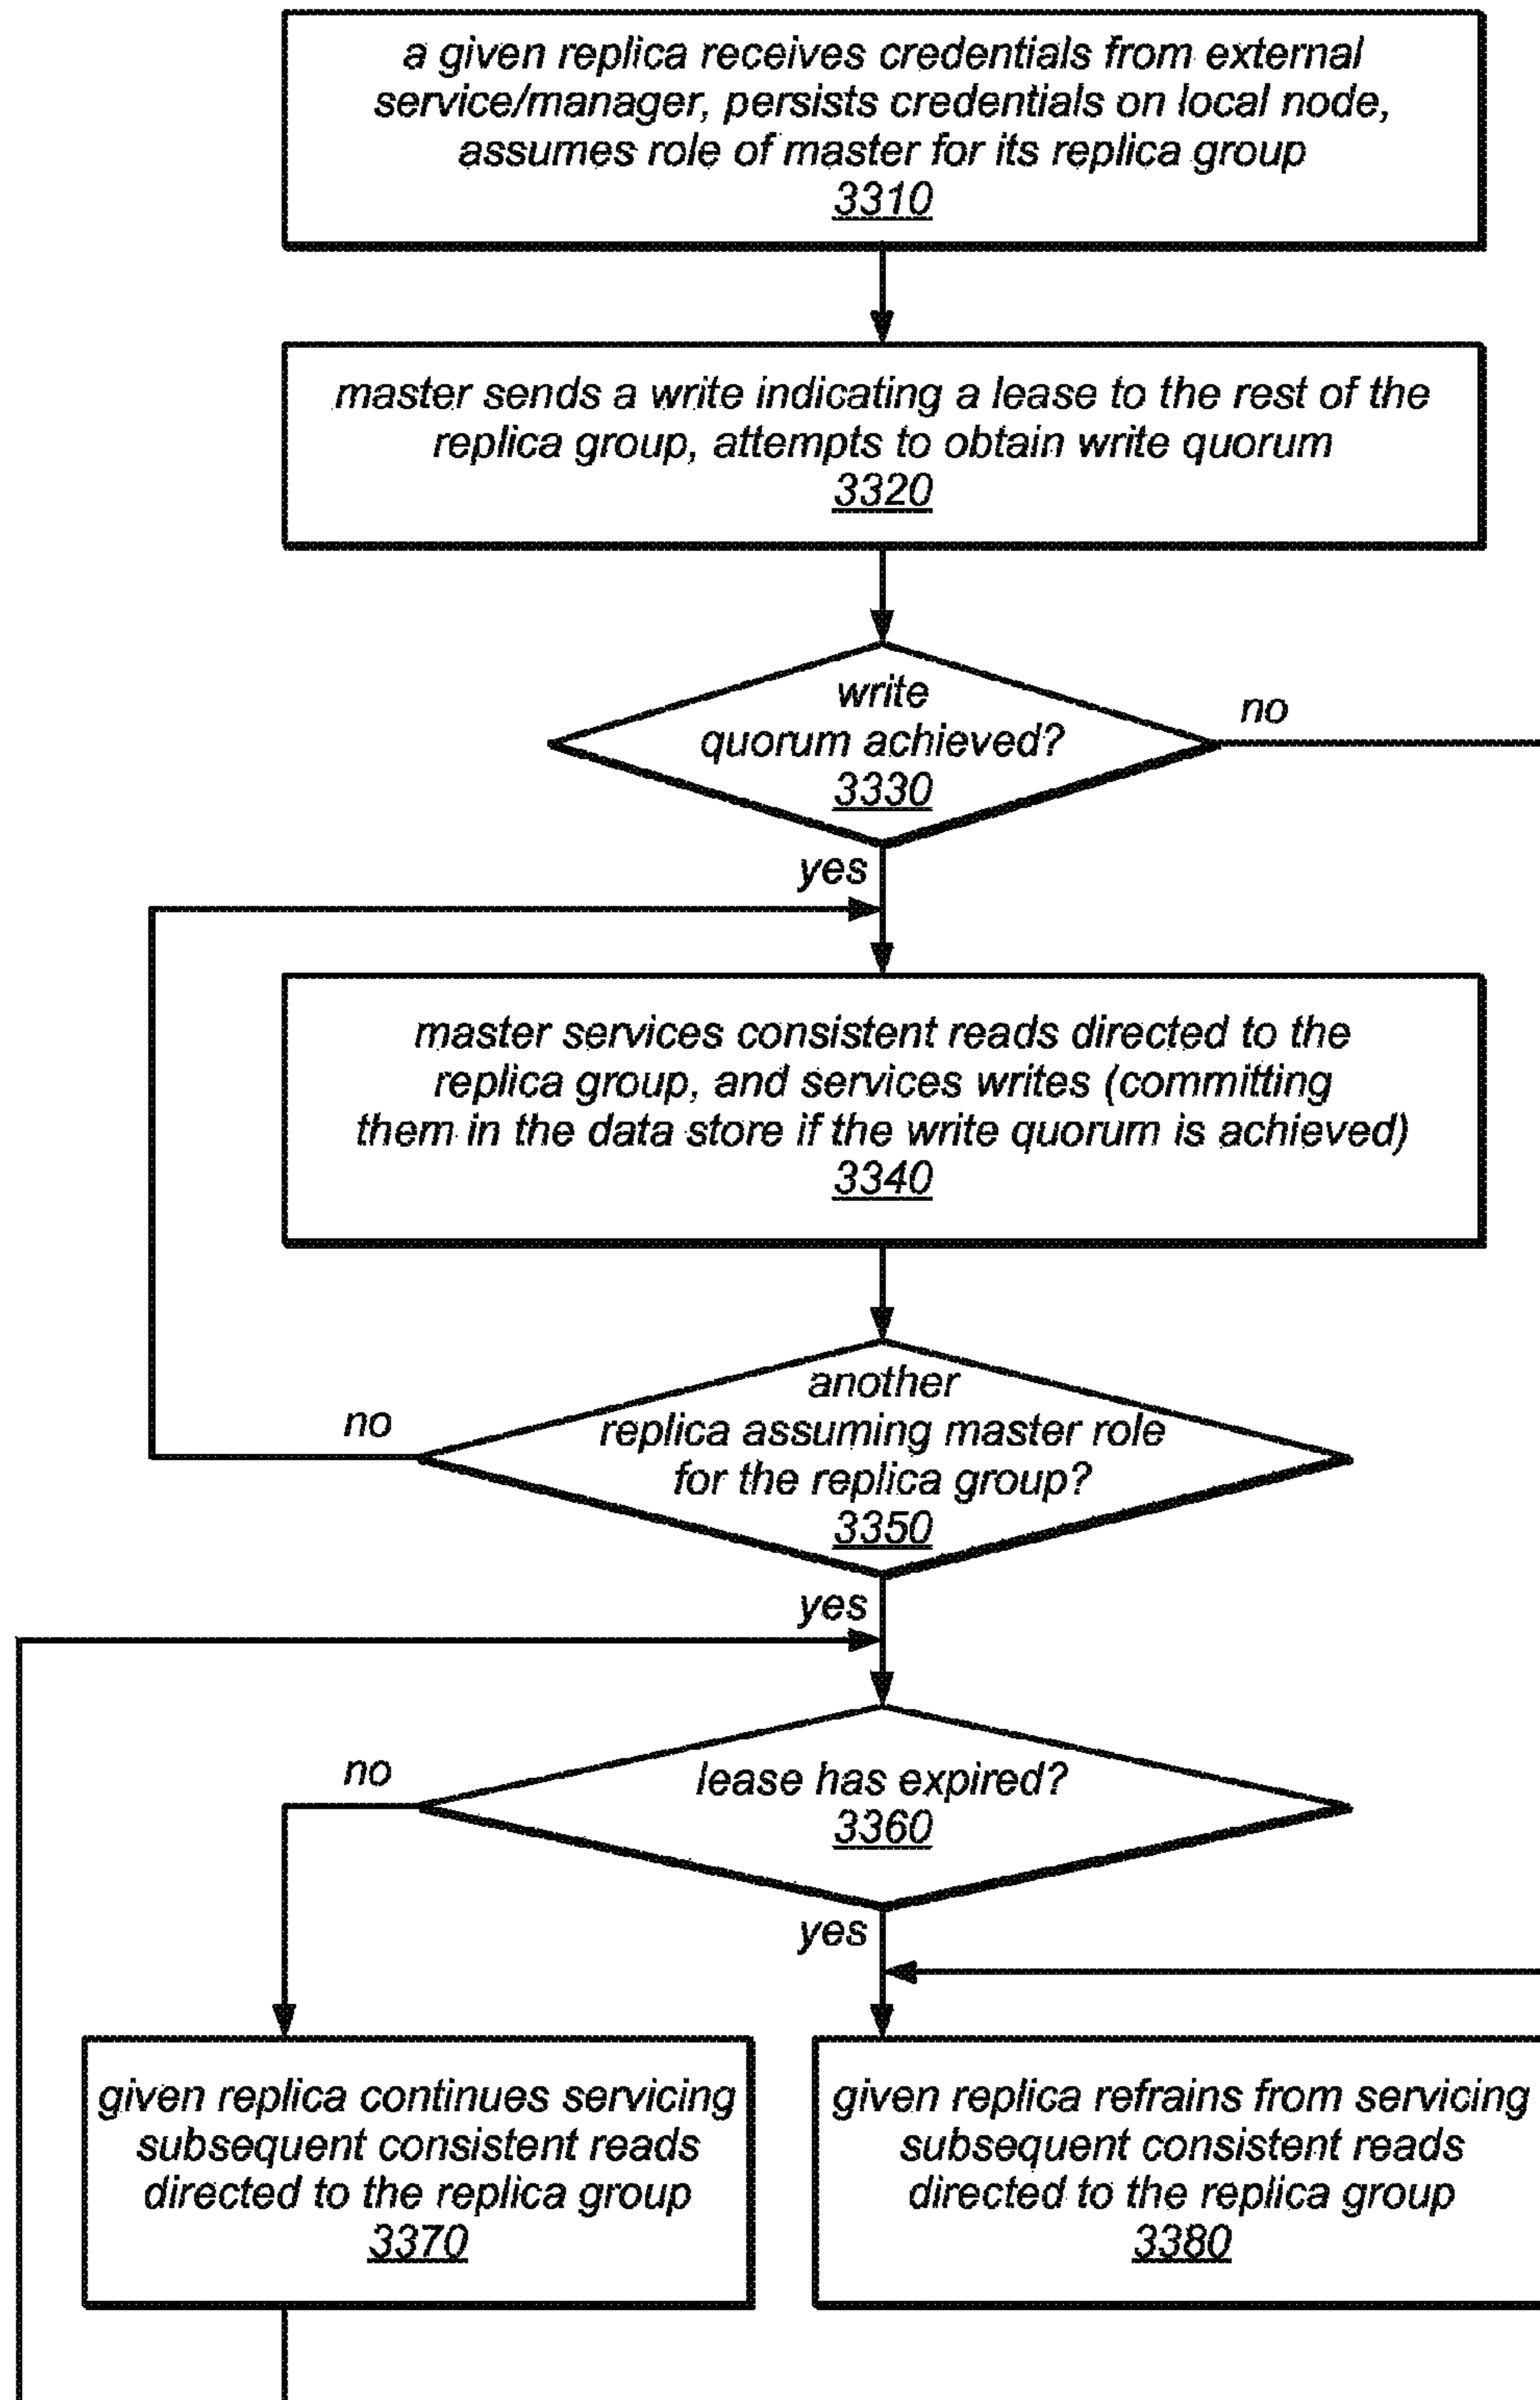 a given replica receives credentials from external
service/manager, persists credentials on local node,
assumes role of master for its replica group
3310
master sends a write indicating a lease to the rest of the
replica group, attempts to obtain write quorum
3320
write
quorum achieved?
3330
no
yes
master services consistent reads directed to the
replica group, and services writes (committing
them in the data store if the write quorum is achieved)
3340
another
replica assuming master role
for the replica group?
3350
no
yes
lease has expired?
3360
no
yes
given replica continues servicing
subsequent consistent reads
directed to the replica group
3370
given replica refrains from servicing
subsequent consistent reads
directed to the replica group
3380